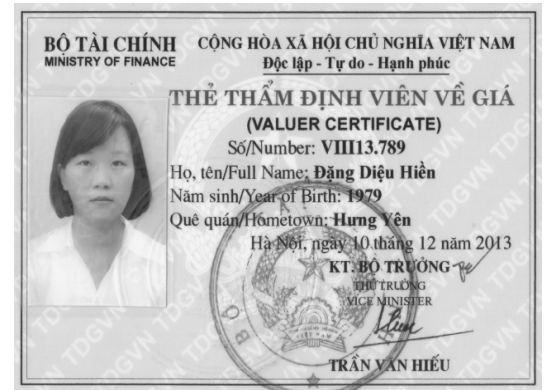 BỘ TÀI CHÍNH
MINISTRY OF FINANCE
CỘNG HÒA XÃ HỘI CHỦ NGHĨA VIỆT NAM
Độc lập - Tự do - Hạnh phúc
THẺ THẨM ĐỊNH VIÊN VỀ GIÁ
(VALUER CERTIFICATE)
Số/Number: VIII13.789
Họ, tên/Full Name: Đặng Diệu Hiền
Năm sinh/Year of Birth: 1979
Quê quán/Hometown: Hưng Yên
Hà Nội, ngày 10 tháng 12 năm 2013
KT. BỘ TRƯỞNG
THỨ TRƯỞNG
VICE MINISTER
TRẦN VĂN HIẾU